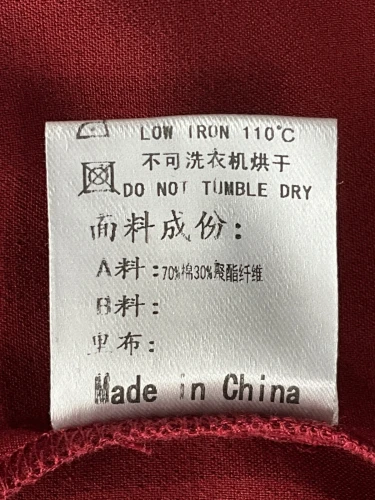 LOW IRON 110℃
不可洗衣机烘干
DO NOT TUMBLE DRY
面料成份:
A料:70%棉30%聚酯纤维
B料:
里布:
Made in China